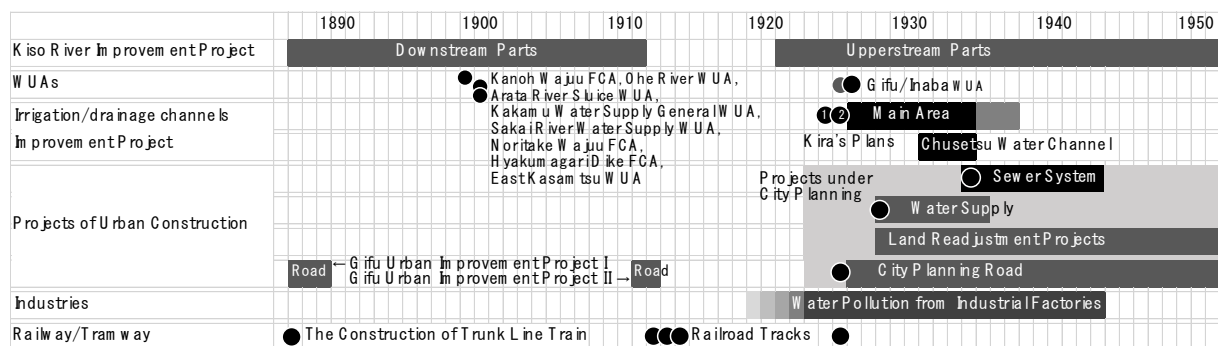 1890 1900 1910 1920 1930 1940 1950
Kiso River Improvement Project
Downstream Parts
Upperstream Parts
WUAs
Kanoh Wajuu FCA, Ohe River WUA,
Arata River Sluice WUA,
Kakamu Water Supply General WUA,
Sakai River Water Supply WUA,
Noritake Wajuu FCA,
Hyakumagari Dike FCA,
East Kasamtsu WUA
Gifu/Inaba WUA
Irrigation/drainage channels
Improvement Project
1 2
Main Area
Kira's Plans
Chusetsu Water Channel
Projects of Urban Construction
Projects under
City Planning
Sewer System
Water Supply
Land Readjustment Projects
Road
←Gifu Urban Improvement Project I
Gifu Urban Improvement Project II→
Road
City Planning Road
Industries
Water Pollution from Industrial Factories
Railway/Tramway
The Construction of Trunk Line Train
Railroad Tracks